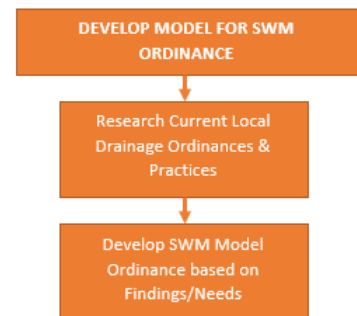 DEVELOP MODEL FOR SWM
ORDINANCE
Research Current Local
Drainage Ordinances &
Practices
Develop SWM Model
Ordinance based on
Findings/Needs